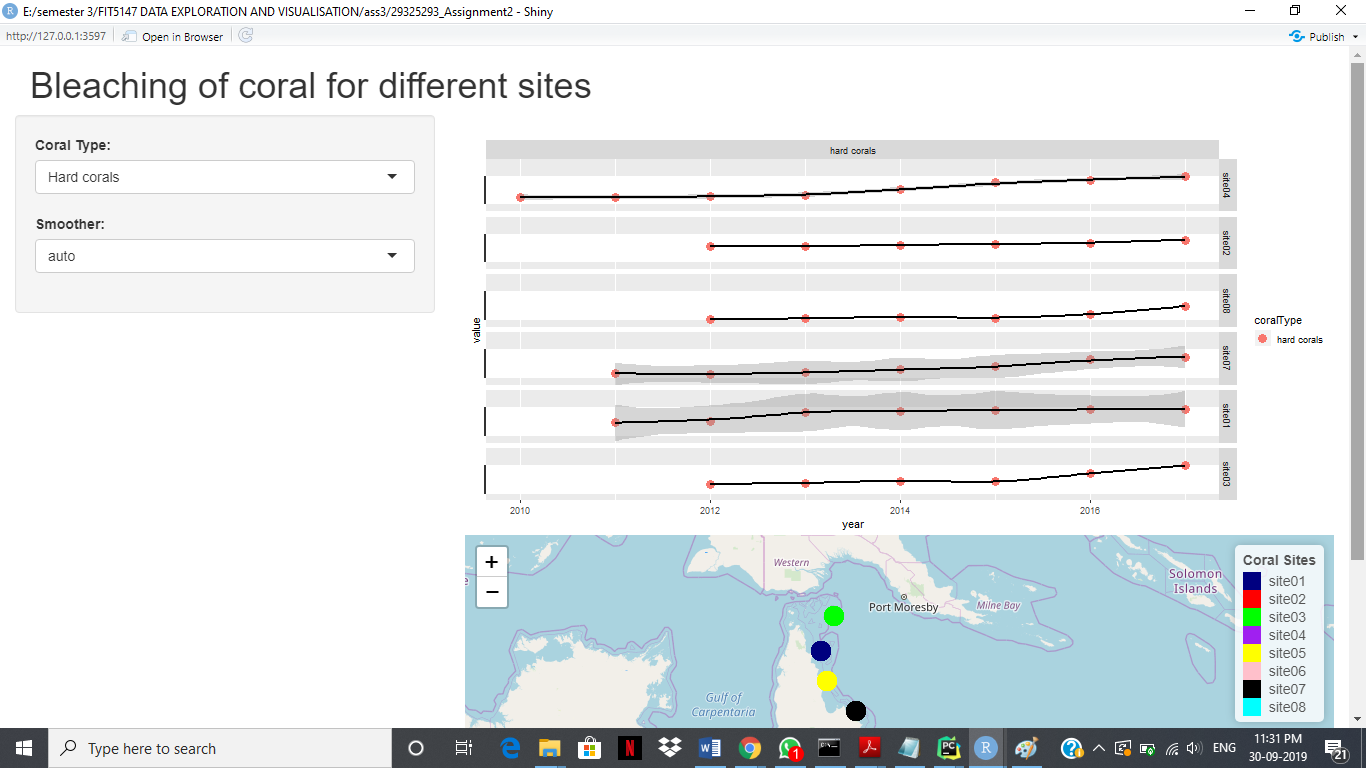 E:/semester 3/FIT5147 DATA EXPLORATION AND VISUALISATION/ass3/29325293_Assignment2 - Shiny
http://127.0.0.1:3597
Open in Browser
Publish
Bleaching of coral for different sites
Coral Type:
Hard corals
Smoother:
auto
hard corals
site04
site02
site08
site07
site01
site03
value
2010
2012
2014
2016
year
coralType
hard corals
+
−
Western
Port Moresby
Milne Bay
Solomon
Islands
Gulf of
Carpentaria
Coral Sites
site01
site02
site03
site04
site05
site06
site07
site08
Type here to search
ENG
11:31 PM
30-09-2019
21